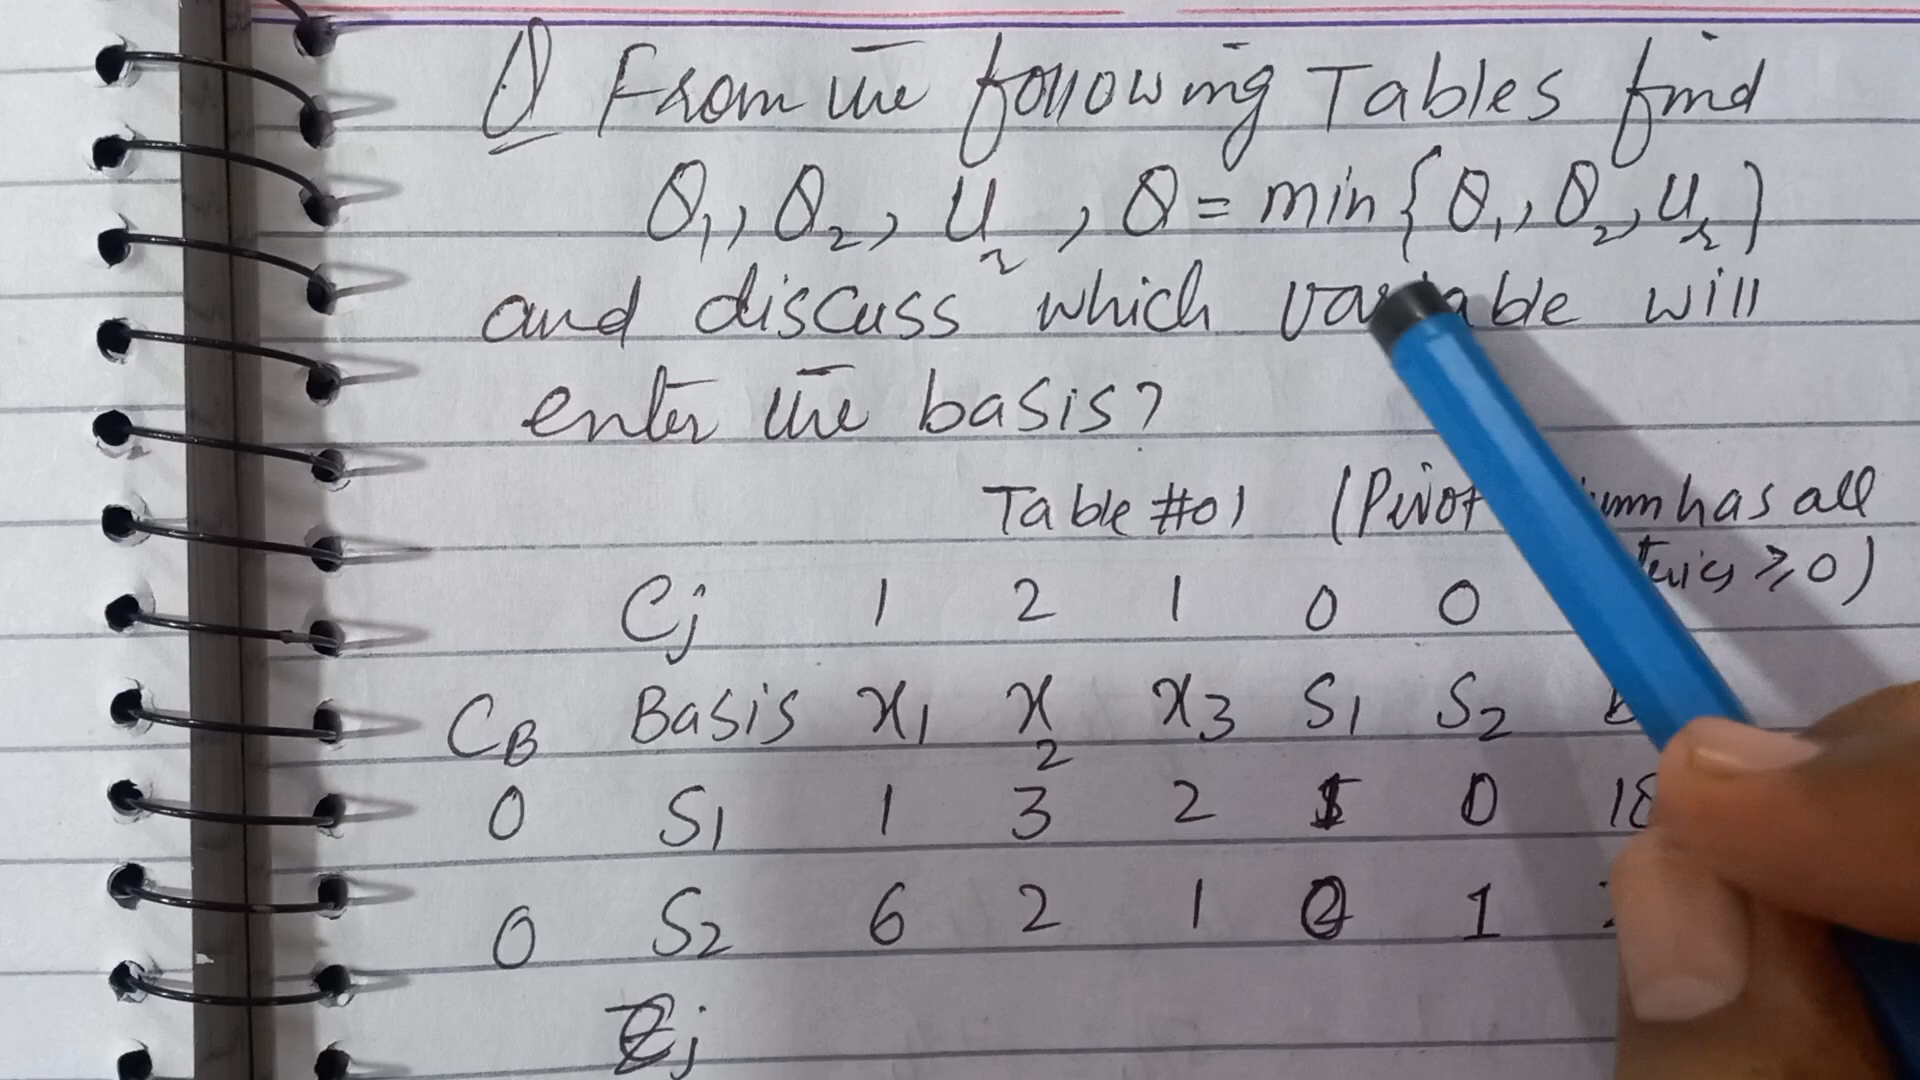 Q From the following Tables find
θ₁, θ₂, u₂, θ = min{θ₁, θ₂, u₂}
and discuss which will
enter the basis?
Table #01 (Pivot has all
≥ 0)
Cj 1 2 1 0 0
CB Basis x₁ x₂ x₃ S₁ S₂
0 S₁ 1 3 2 1 0
0 S₂ 6 2 1 0 1
Zj